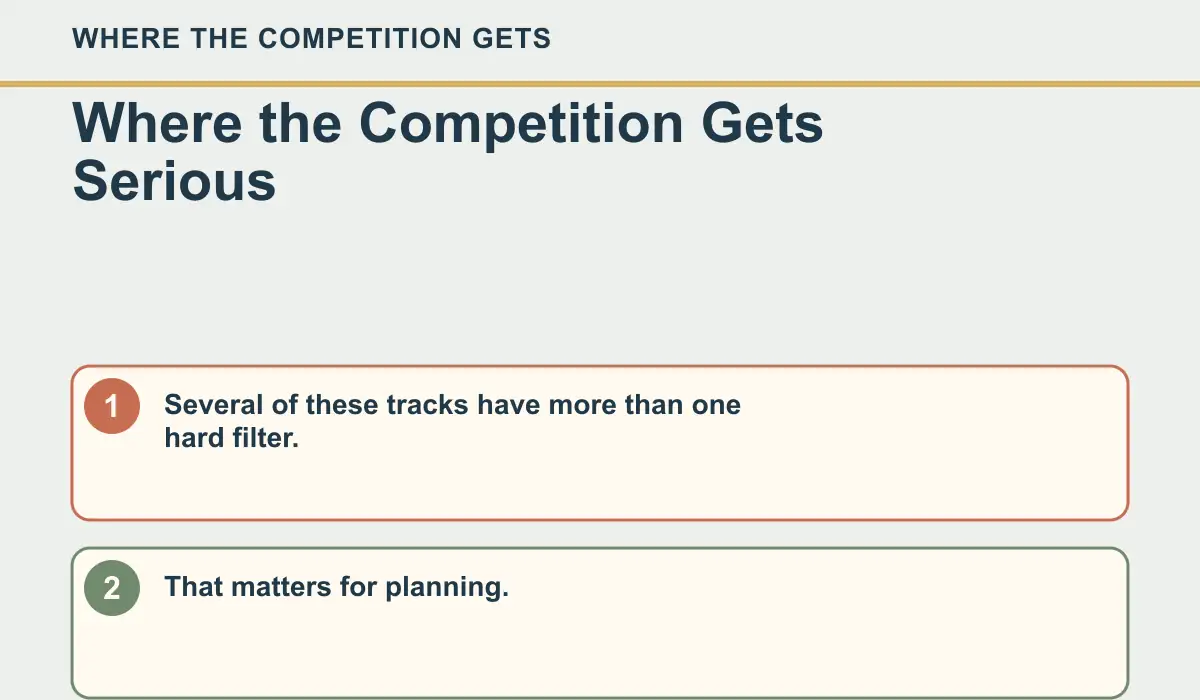 WHERE THE COMPETITION GETS
Where the Competition Gets
Serious
1
Several of these tracks have more than one
hard filter.
2
That matters for planning.